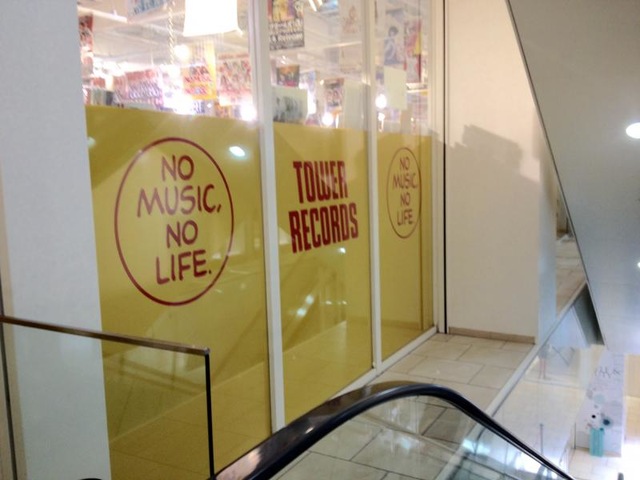 NO
MUSIC,
NO
LIFE.
TOWER
RECORDS
NO
MUSIC,
NO
LIFE.